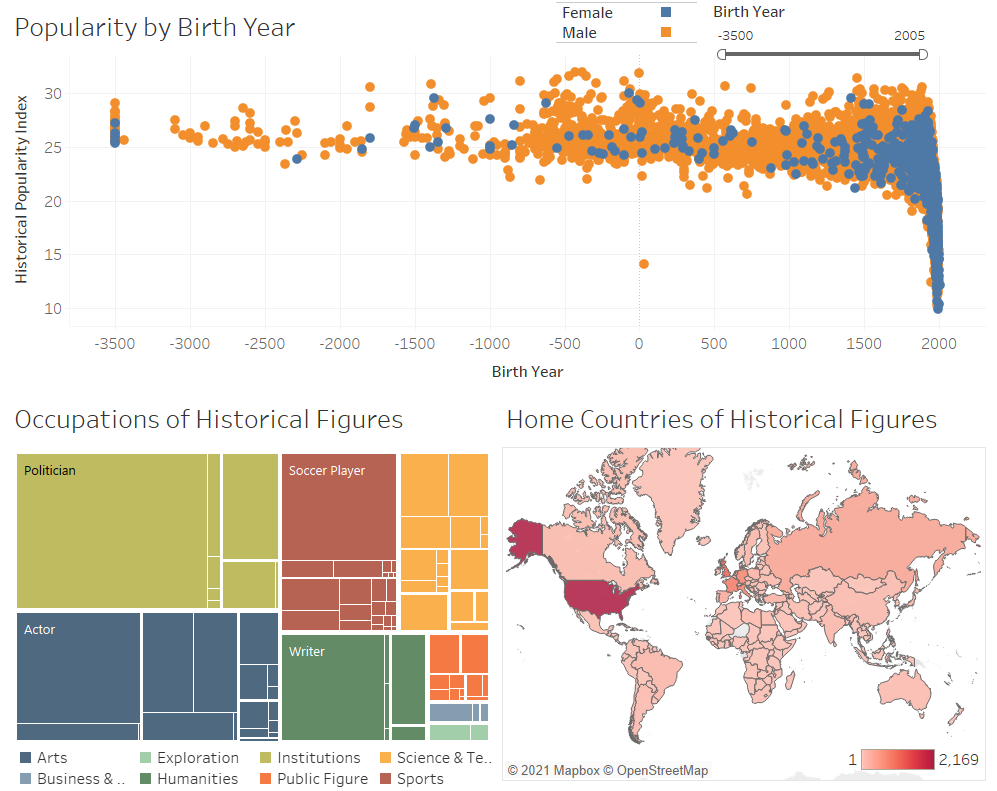 Popularity by Birth Year
Female
Male
Birth Year
-3500 2005
Historical Popularity Index
30
25
20
15
10
-3500 -3000 -2500 -2000 -1500 -1000 -500 0 500 1000 1500 2000
Birth Year
Occupations of Historical Figures
Politician
Soccer Player
Actor
Writer
Arts Exploration Institutions Science & Te..
Business & .. Humanities Public Figure Sports
Home Countries of Historical Figures
1 2,169
© 2021 Mapbox © OpenStreetMap